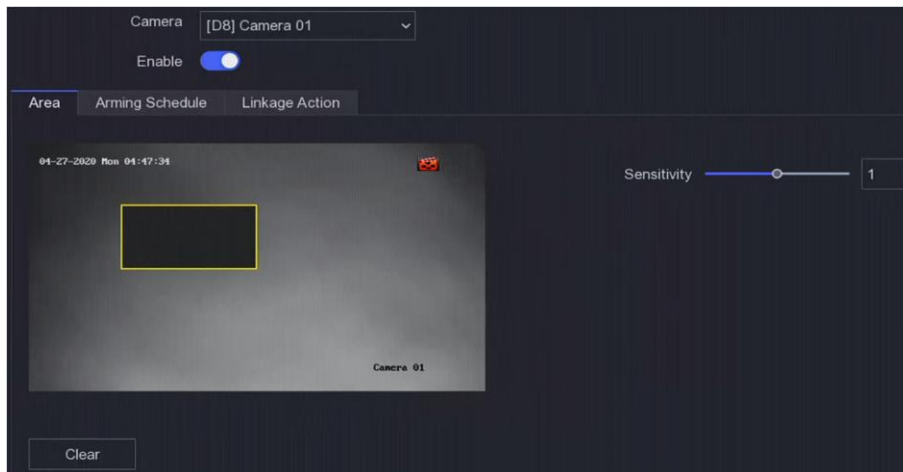 Camera [D8] Camera 01
Enable
Area Arming Schedule Linkage Action
04-27-2020 Mon 04:47:34
Sensitivity 1
Camera 01
Clear